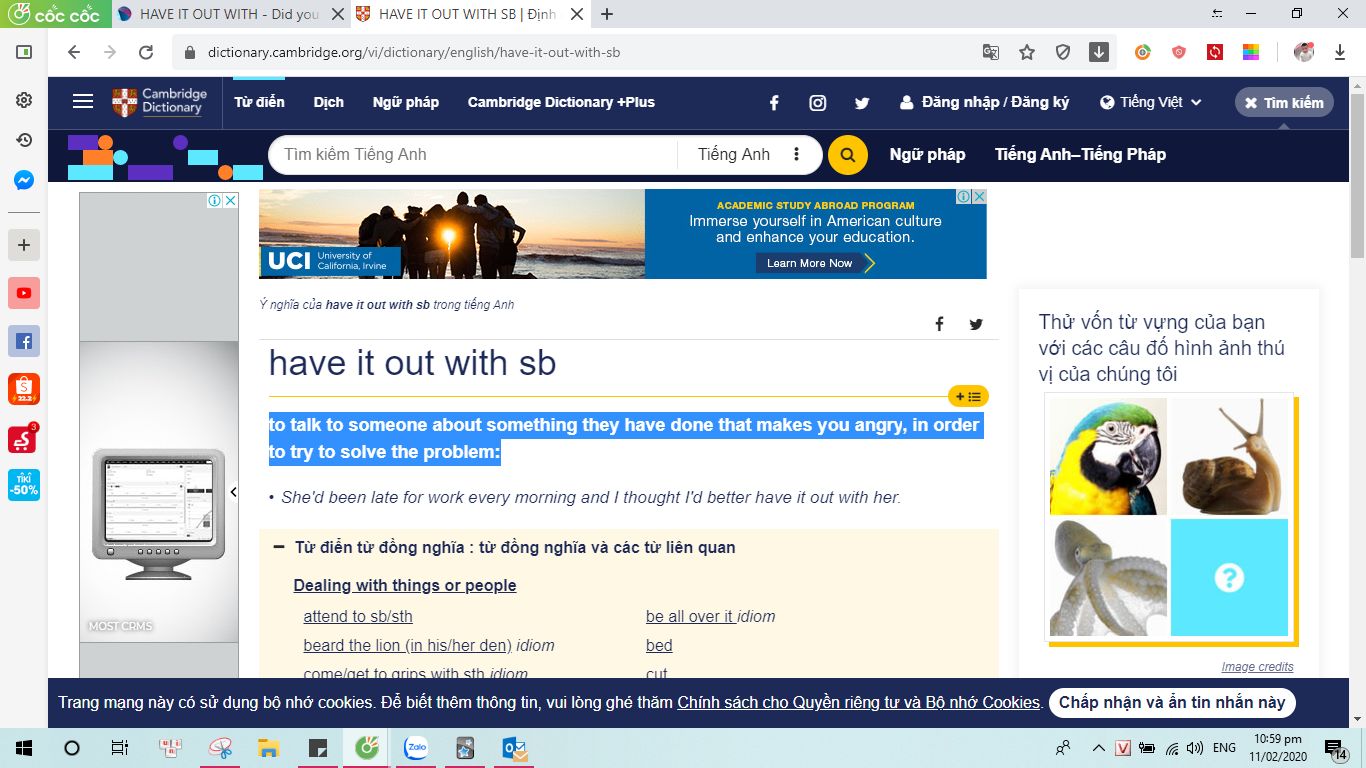 cốc cốc
HAVE IT OUT WITH - Did you
HAVE IT OUT WITH SB | Định
dictionary.cambridge.org/vi/dictionary/english/have-it-out-with-sb
Cambridge
Dictionary
Từ điển
Dịch
Ngữ pháp
Cambridge Dictionary +Plus
Đăng nhập / Đăng ký
Tiếng Việt
Tìm kiếm
Tìm kiếm Tiếng Anh
Tiếng Anh
Ngữ pháp
Tiếng Anh–Tiếng Pháp
ACADEMIC STUDY ABROAD PROGRAM
Immerse yourself in American culture
and enhance your education.
Learn More Now
UCI University of
California, Irvine
Ý nghĩa của have it out with sb trong tiếng Anh
have it out with sb
to talk to someone about something they have done that makes you angry, in order
to try to solve the problem:
• She'd been late for work every morning and I thought I'd better have it out with her.
Từ điển từ đồng nghĩa : từ đồng nghĩa và các từ liên quan
Dealing with things or people
attend to sb/sth
be all over it idiom
beard the lion (in his/her den) idiom
bed
come/get to grips with sth idiom
cut
Thử vốn từ vựng của bạn
với các câu đố hình ảnh thú
vị của chúng tôi
?
Image credits
MOST CRMS
22.2
3
TIKI
-50%
Trang mạng này có sử dụng bộ nhớ cookies. Để biết thêm thông tin, vui lòng ghé thăm Chính sách cho Quyền riêng tư và Bộ nhớ Cookies.
Chấp nhận và ẩn tin nhắn này
Zalo
V
ENG
10:59 pm
11/02/2020
14